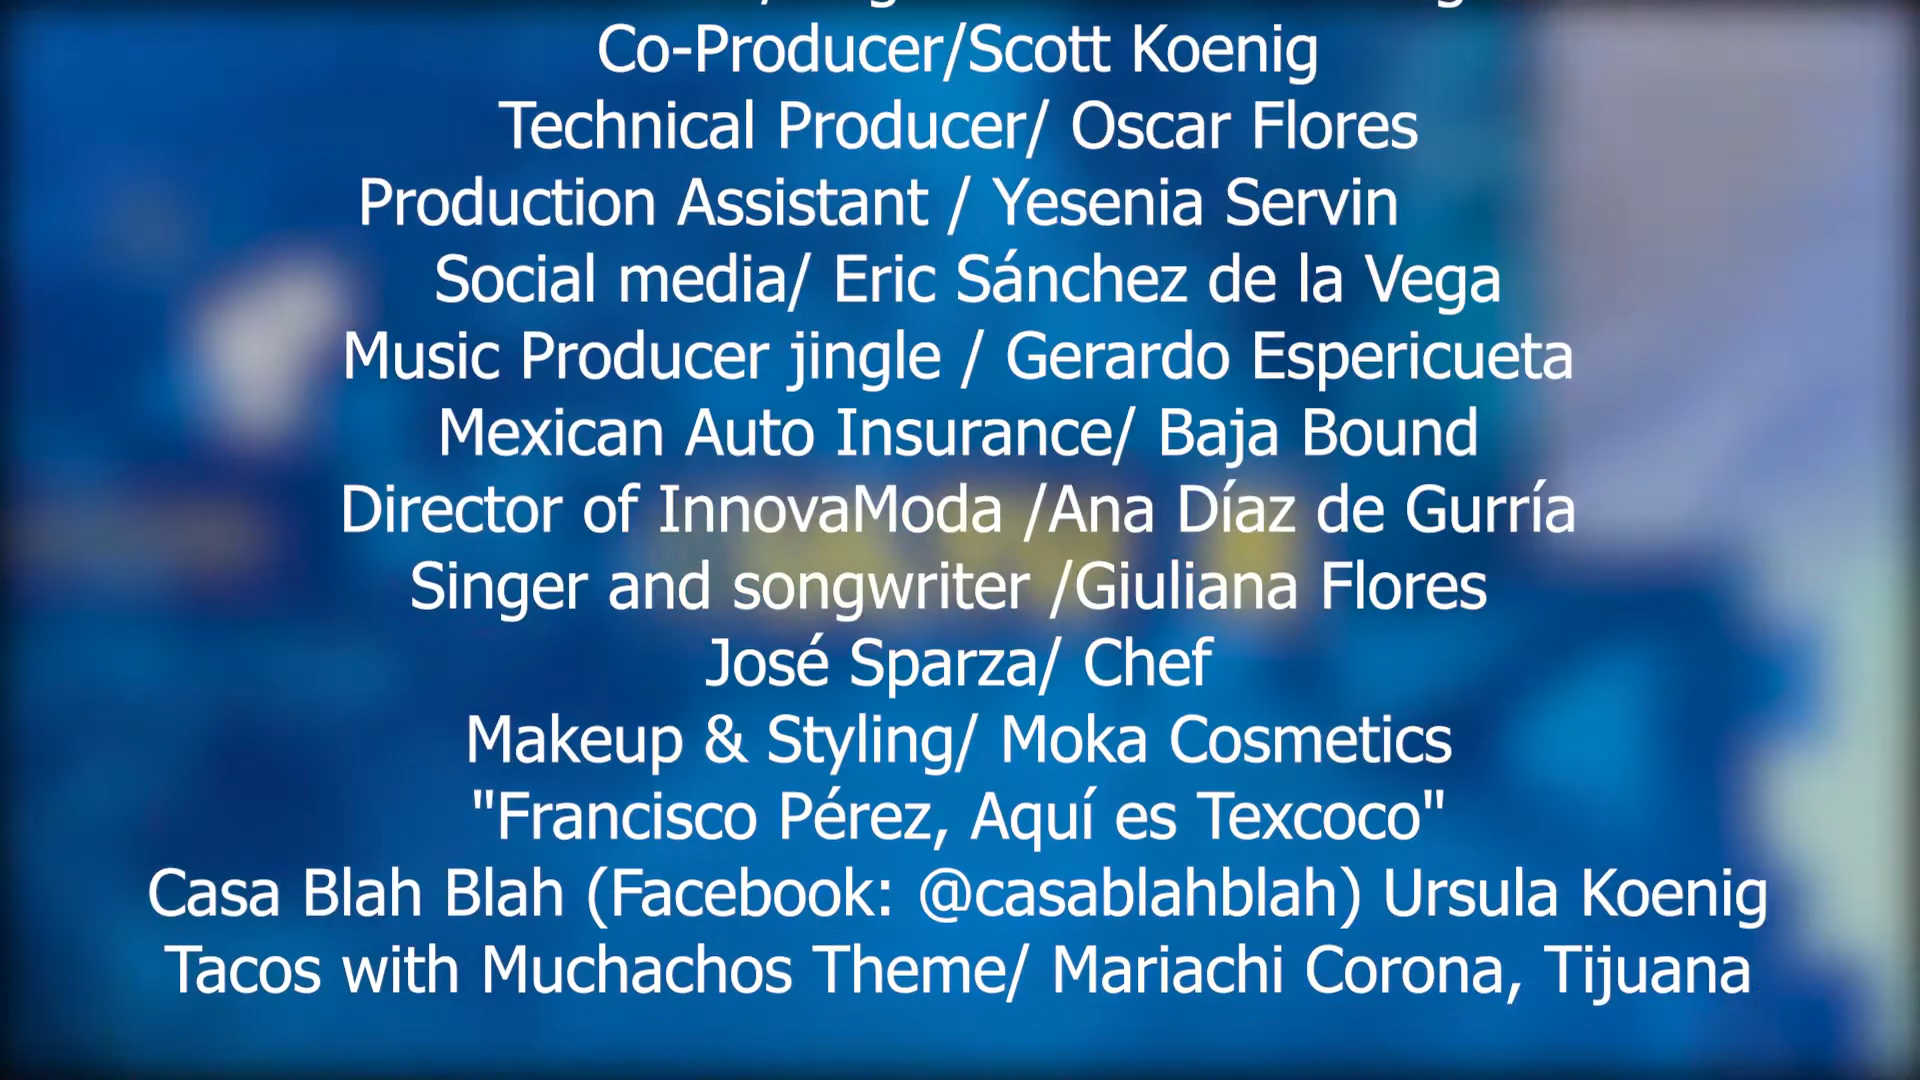 Co-Producer/Scott Koenig
Technical Producer/ Oscar Flores
Production Assistant / Yesenia Servin
Social media/ Eric Sánchez de la Vega
Music Producer jingle / Gerardo Espericueta
Mexican Auto Insurance/ Baja Bound
Director of InnovaModa /Ana Díaz de Gurría
Singer and songwriter /Giuliana Flores
José Sparza/ Chef
Makeup & Styling/ Moka Cosmetics
"Francisco Pérez, Aquí es Texcoco"
Casa Blah Blah (Facebook: @casablahblah) Ursula Koenig
Tacos with Muchachos Theme/ Mariachi Corona, Tijuana